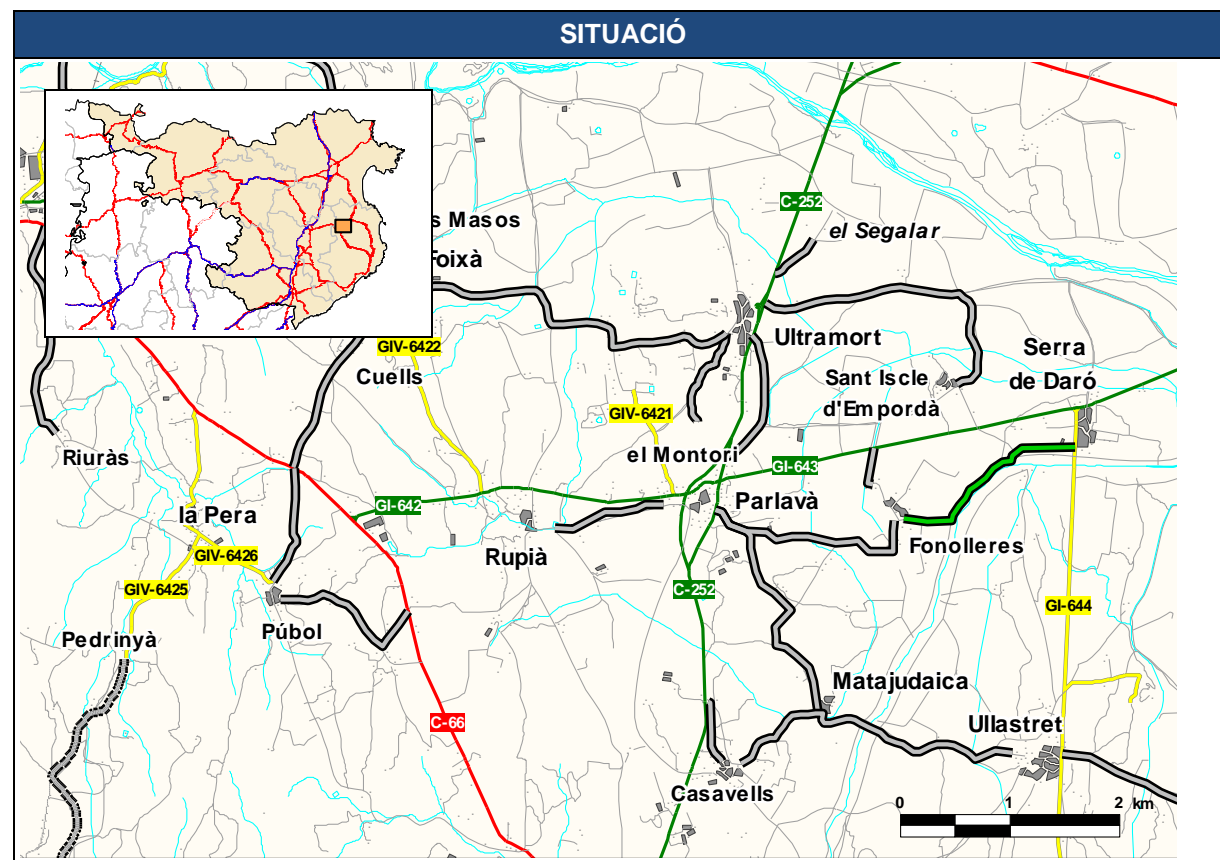 SITUACIÓ
C-252
el Segalar
s Masos
Foixà
Ultramort
Serra
de Daró
GIV-6422
Cuells
Sant Iscle
d'Empordà
GIV-6421
el Montori
GI-643
Riuràs
GI-642
Parlavà
la Pera
Rupià
Fonolleres
GIV-6426
GIV-6425
C-252
GI-644
Púbol
Pedrinyà
Matajudaica
C-66
Ullastret
Casavells
0 1 2 km